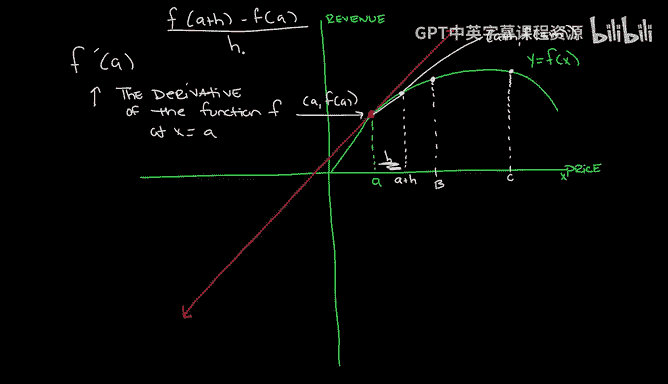 f(a+h) - f(a)
h.
REVENUE
GPT中英字幕课程资源
bilibili
f'(a)
↑ THE DERIVATIVE
OF the function f
at x = a
(a, f(a))
y = f(x)
h
a
a+h
B
C
x
PRICE